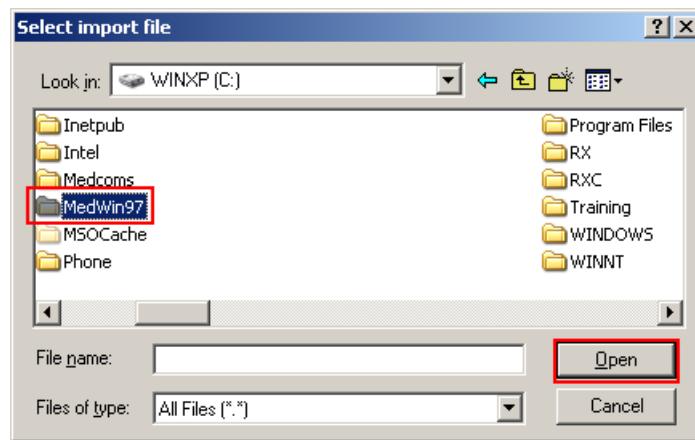 Select import file
Look in: WINXP (C:)
Inetpub
Intel
Medcoms
MedWin97
MSOCache
Phone
Program Files
RX
RXC
Training
WINDOWS
WINNT
File name:
Open
Files of type: All Files (*.*)
Cancel